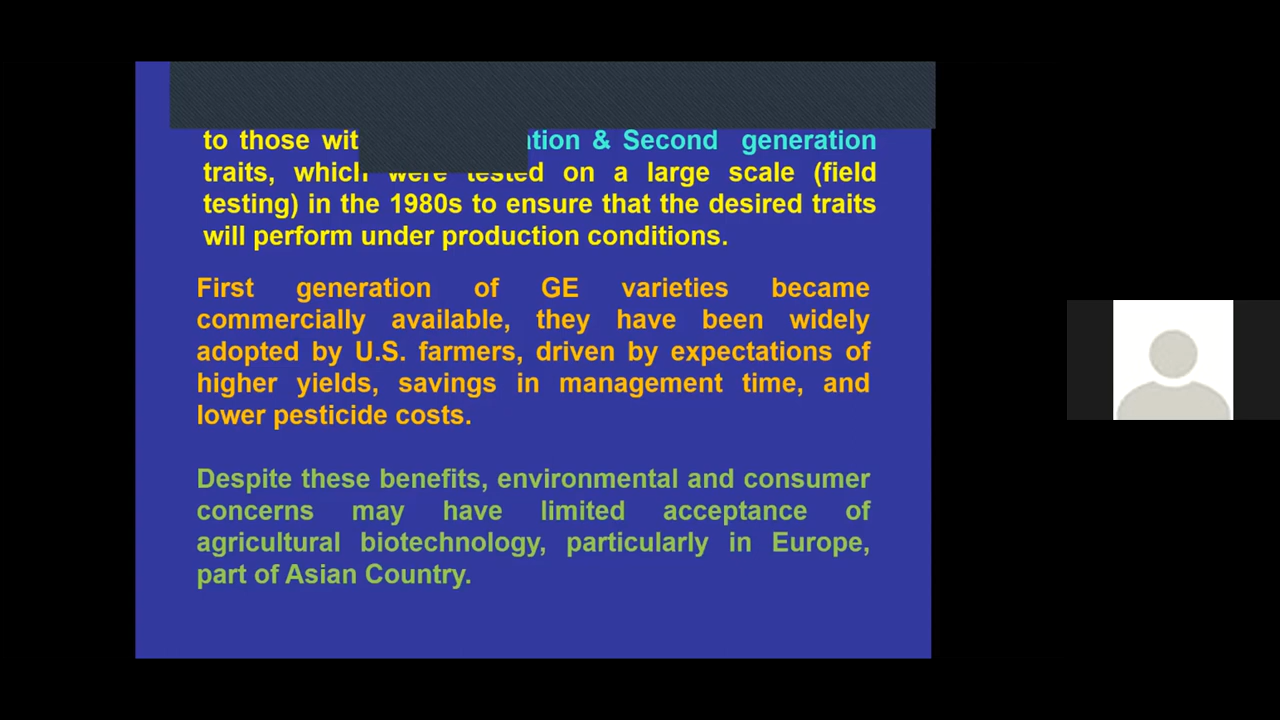 to those & Second generation
traits, which were tested on a large scale (field
testing) in the 1980s to ensure that the desired traits
will perform under production conditions.
First generation of GE varieties became
commercially available, they have been widely
adopted by U.S. farmers, driven by expectations of
higher yields, savings in management time, and
lower pesticide costs.
Despite these benefits, environmental and consumer
concerns may have limited acceptance of
agricultural biotechnology, particularly in Europe,
part of Asian Country.